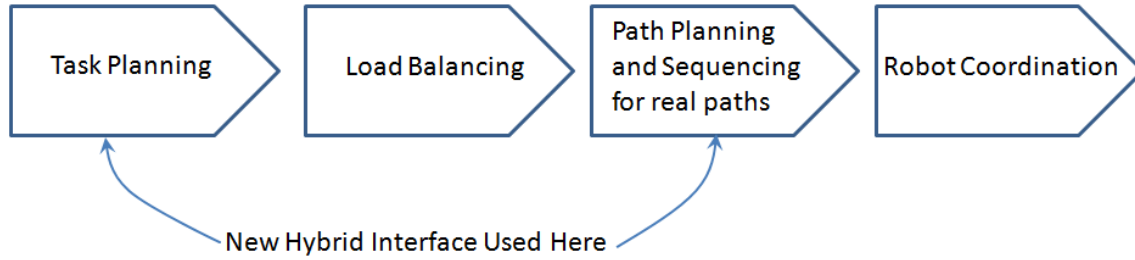 Task Planning
Load Balancing
Path Planning
and Sequencing
for real paths
Robot Coordination
New Hybrid Interface Used Here